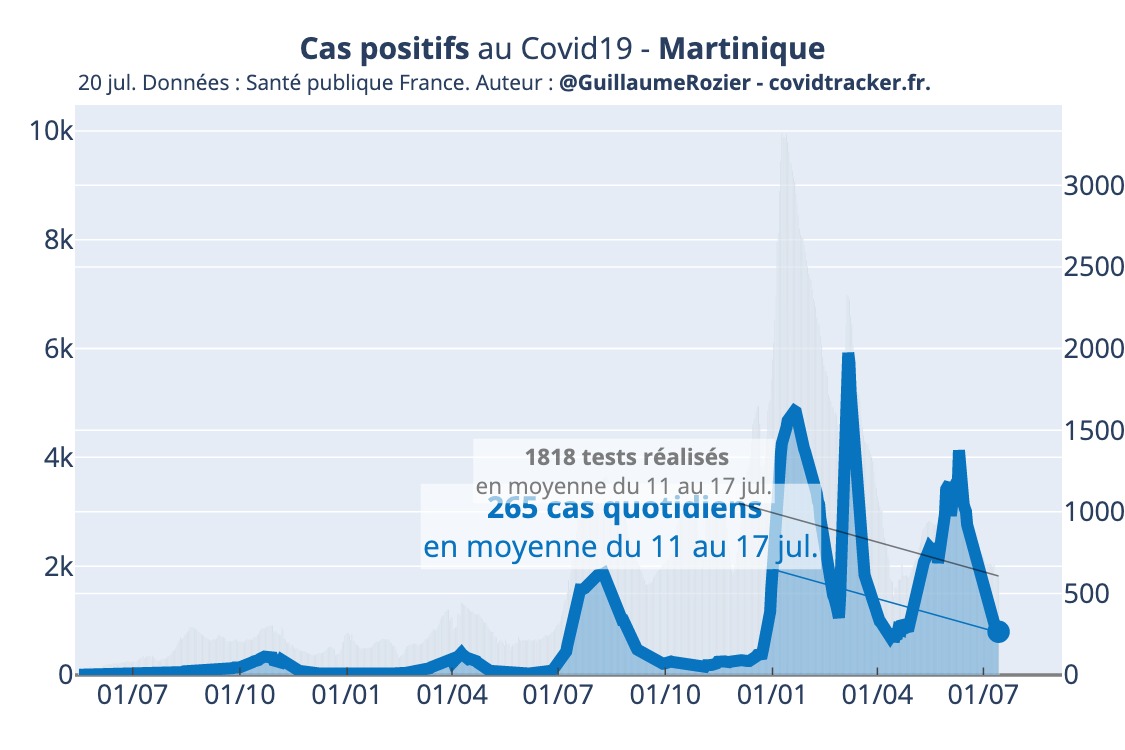 Cas positifs au Covid19 - Martinique
20 jul. Données : Santé publique France. Auteur : @GuillaumeRozier - covidtracker.fr.
10k
8k
6k
4k
2k
0
3000
2500
2000
1500
1000
500
0
1818 tests réalisés
en moyenne du 11 au 17 jul.
265 cas quotidiens
en moyenne du 11 au 17 jul.
01/07 01/10 01/01 01/04 01/07 01/10 01/01 01/04 01/07